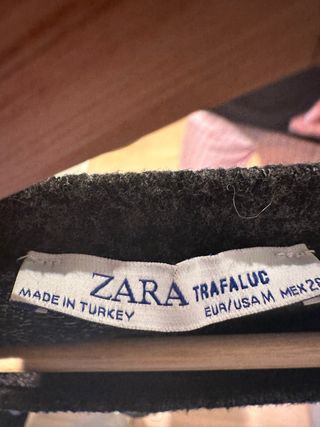 ZARA TRAFALUC
MADE IN TURKEY EUR/USA M MEX 28